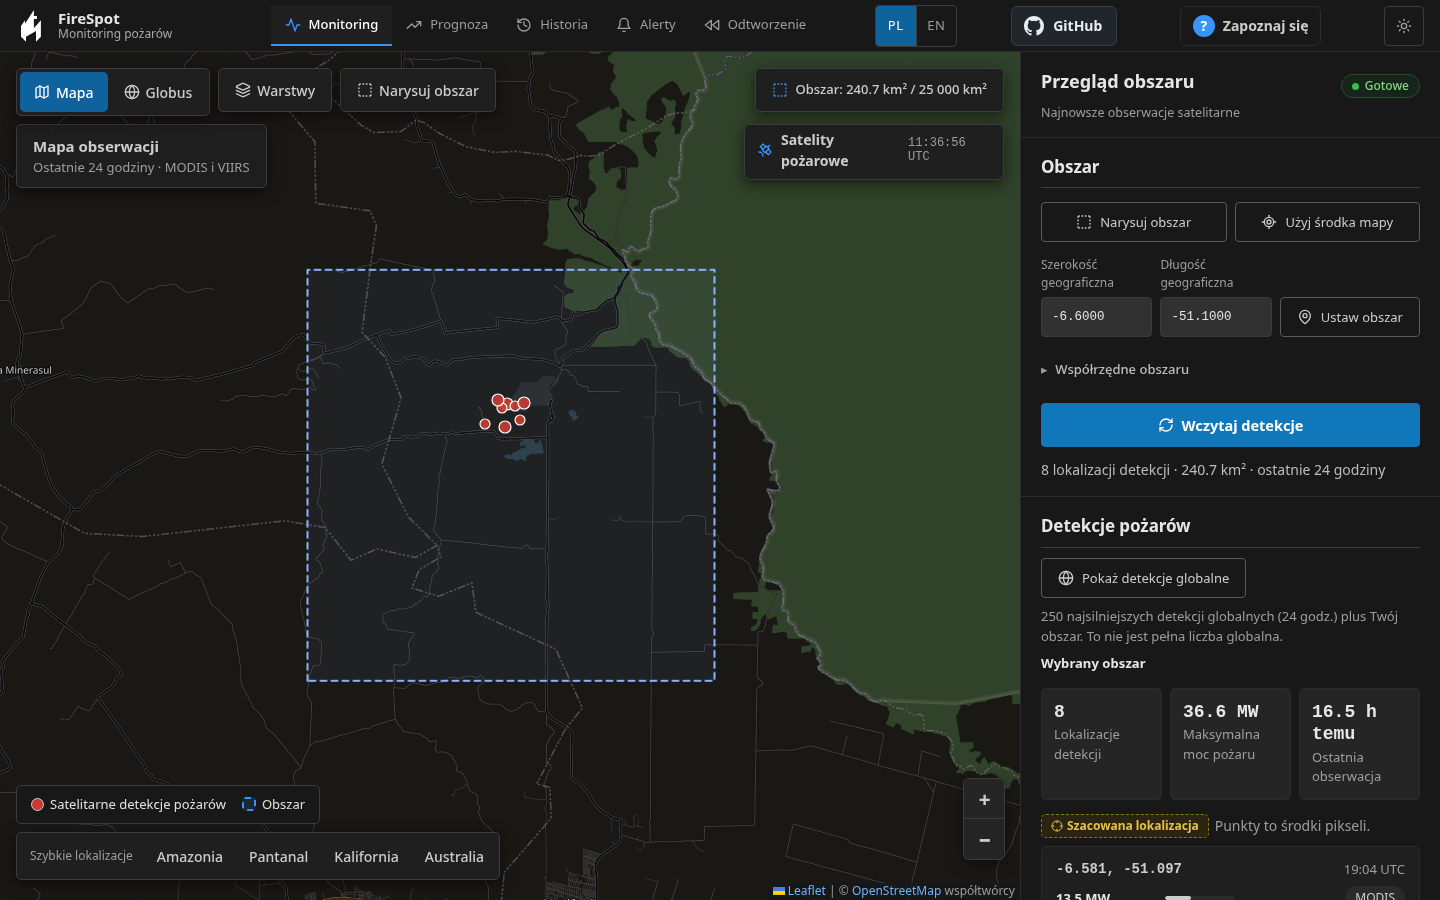 FireSpot
Monitoring pożarów
Monitoring
Prognoza
Historia
Alerty
Odtworzenie
PL
EN
GitHub
? Zapoznaj się
Mapa
Globus
Warstwy
Narysuj obszar
Obszar: 240.7 km² / 25 000 km²
Mapa obserwacji
Ostatnie 24 godziny · MODIS i VIIRS
Satelity
pożarowe
11:36:56
UTC
a Minerasul
Satelitarne detekcje pożarów
Obszar
Szybkie lokalizacje
Amazonia
Pantanal
Kalifornia
Australia
+
−
Leaflet | © OpenStreetMap współtwórcy
Przegląd obszaru
Gotowe
Najnowsze obserwacje satelitarne
Obszar
Narysuj obszar
Użyj środka mapy
Szerokość
geograficzna
Długość
geograficzna
-6.6000
-51.1000
Ustaw obszar
Współrzędne obszaru
Wczytaj detekcje
8 lokalizacji detekcji · 240.7 km² · ostatnie 24 godziny
Detekcje pożarów
Pokaż detekcje globalne
250 najsilniejszych detekcji globalnych (24 godz.) plus Twój
obszar. To nie jest pełna liczba globalna.
Wybrany obszar
8
Lokalizacje
detekcji
36.6 MW
Maksymalna
moc pożaru
16.5 h
temu
Ostatnia
obserwacja
Szacowana lokalizacja
Punkty to środki pikseli.
-6.581, -51.097
19:04 UTC
13.5 MW
MODIS